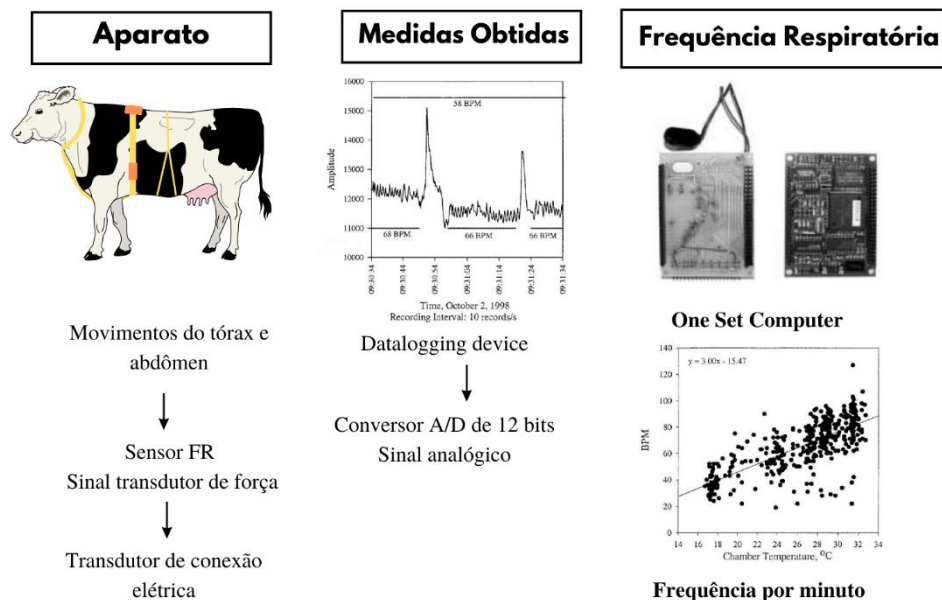 Aparato
Movimentos do tórax e
abdômen
Sensor FR
Sinal transdutor de força
Transdutor de conexão
elétrica
Medidas Obtidas
16000
15000
14000
13000
12000
11000
10000
Amplitude
58 BPM
68 BPM
66 BPM
66 BPM
09:30:34
09:30:44
09:30:54
09:31:04
09:31:14
09:31:24
09:31:34
Time, October 2, 1998
Recording Interval: 10 records/s
Datalogging device
Conversor A/D de 12 bits
Sinal analógico
Frequência Respiratória
One Set Computer
y = 3.00x - 15.47
140
120
100
80
60
40
20
0
BPM
14 16 18 20 22 24 26 28 30 32 34
Chamber Temperature, °C
Frequência por minuto